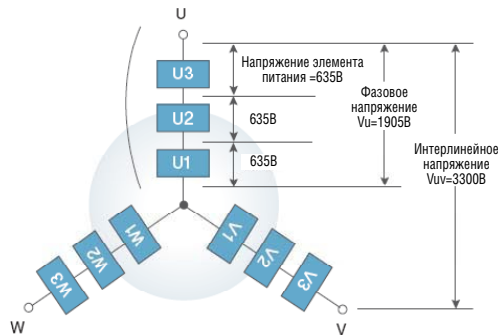 U
U3
U2
U1
Напряжение элемента
питания =635В
635В
635В
Фазовое
напряжение
Vu=1905В
Интерлинейное
напряжение
Vuv=3300В
W1
W2
W3
V1
V2
V3
W
V